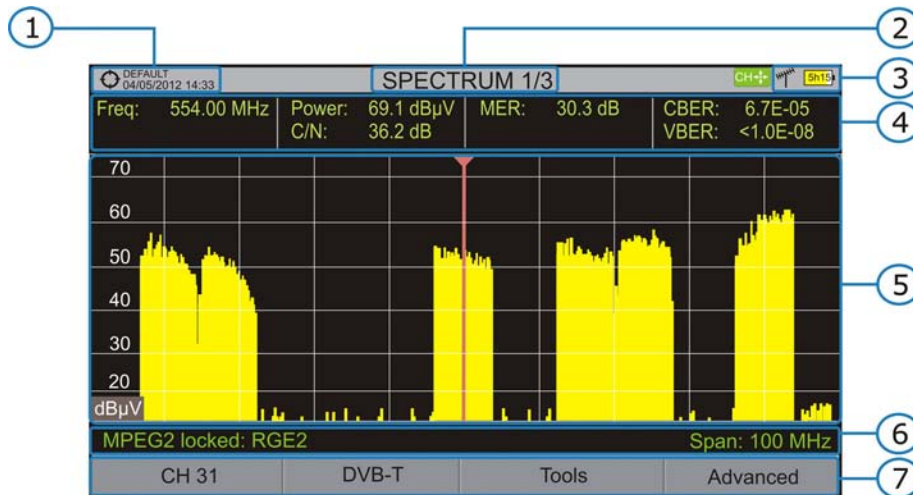 1
2
DEFAULT
04/05/2012 14:33
SPECTRUM 1/3
CH
5h15
3
Freq: 554.00 MHz
Power: 69.1 dBµV
MER: 30.3 dB
CBER: 6.7E-05
C/N: 36.2 dB
VBER: <1.0E-08
4
70
60
50
40
30
20
dBµV
5
MPEG2 locked: RGE2
Span: 100 MHz
6
CH 31
DVB-T
Tools
Advanced
7